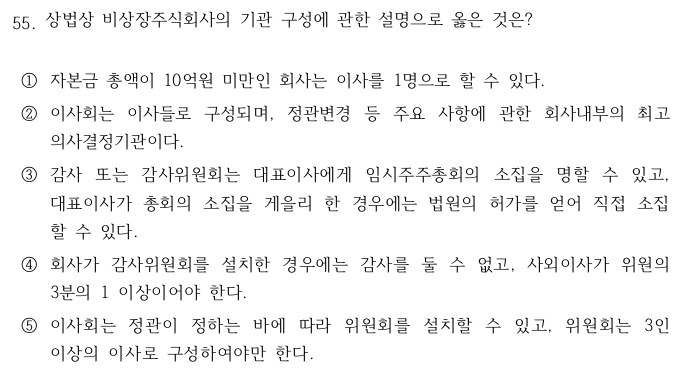 55. 상법상 비상장주식회사의 기관 구성에 관한 설명으로 옳은 것은?
① 자본금 총액이 10억원 미만인 회사는 이사를 1명으로 할 수 있다.
② 이사회는 이사들로 구성되며, 정관변경 등 주요 사항에 관한 회사내부의 최고
의사결정기관이다.
③ 감사 또는 감사위원회는 대표이사에게 임시주주총회의 소집을 명할 수 있고,
대표이사가 총회의 소집을 게을리 한 경우에는 법원의 허가를 얻어 직접 소집
할 수 있다.
④ 회사가 감사위원회를 설치한 경우에는 감사를 둘 수 없고, 사외이사가 위원의
3분의 1 이상이어야 한다.
⑤ 이사회는 정관이 정하는 바에 따라 위원회를 설치할 수 있고, 위원회는 3인
이상의 이사로 구성하여야만 한다.